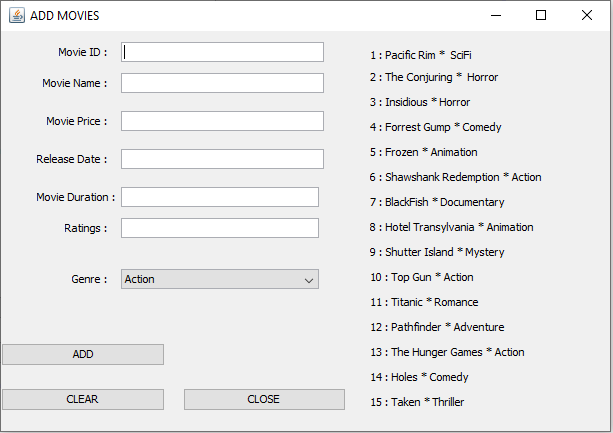 ADD MOVIES
Movie ID :
Movie Name :
Movie Price :
Release Date :
Movie Duration :
Ratings :
Genre :
Action
ADD
CLEAR
CLOSE
1 : Pacific Rim * SciFi
2 : The Conjuring * Horror
3 : Insidious * Horror
4 : Forrest Gump * Comedy
5 : Frozen * Animation
6 : Shawshank Redemption * Action
7 : BlackFish * Documentary
8 : Hotel Transylvania * Animation
9 : Shutter Island * Mystery
10 : Top Gun * Action
11 : Titanic * Romance
12 : Pathfinder * Adventure
13 : The Hunger Games * Action
14 : Holes * Comedy
15 : Taken * Thriller